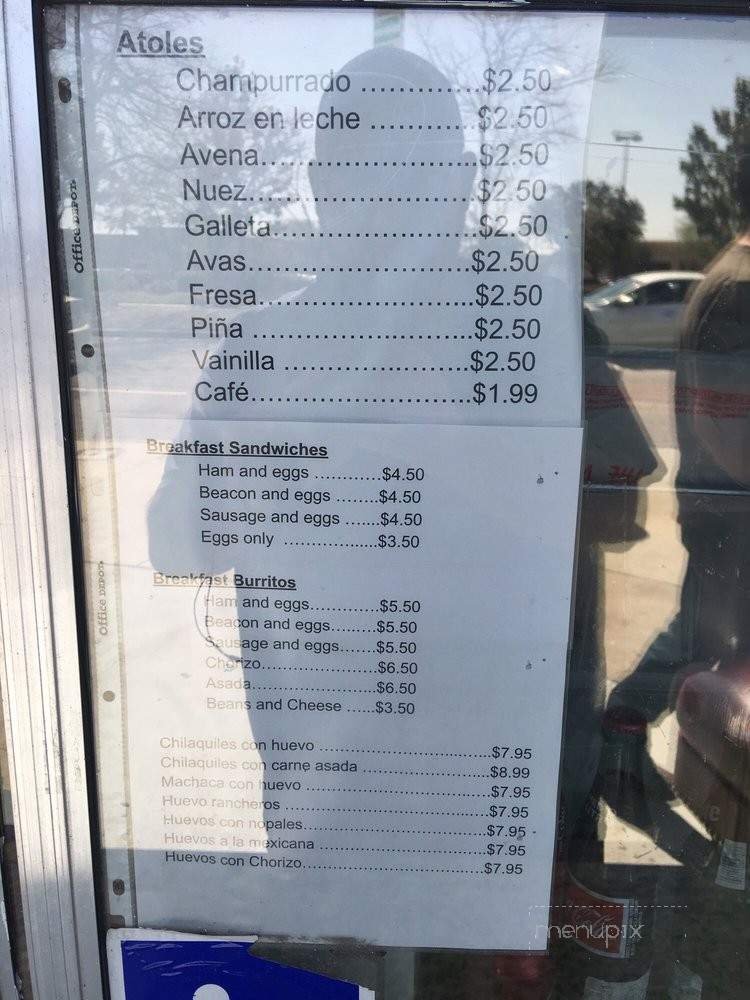 Atoles
Champurrado .............$2.50
Arroz en leche ............$2.50
Avena.........................$2.50
Nuez..........................$2.50
Galleta.......................$2.50
Avas..........................$2.50
Fresa.........................$2.50
Piña ..........................$2.50
Vainilla ......................$2.50
Café..........................$1.99
Breakfast Sandwiches
Ham and eggs ............$4.50
Beacon and eggs ........$4.50
Sausage and eggs .......$4.50
Eggs only ..................$3.50
Breakfast Burritos
Ham and eggs.............$5.50
Beacon and eggs.........$5.50
Sausage and eggs.......$5.50
Chorizo......................$6.50
Asada........................$6.50
Beans and Cheese ......$3.50
Chilaquiles con huevo ...............................$7.95
Chilaquiles con carne asada .......................$8.99
Machaca con huevo ..................................$7.95
Huevo rancheros ......................................$7.95
Huevos con nopales...................................$7.95
Huevos a la mexicana ................................$7.95
Huevos con Chorizo...................................$7.95
Office DEPOT
Office DEPOT
menupix